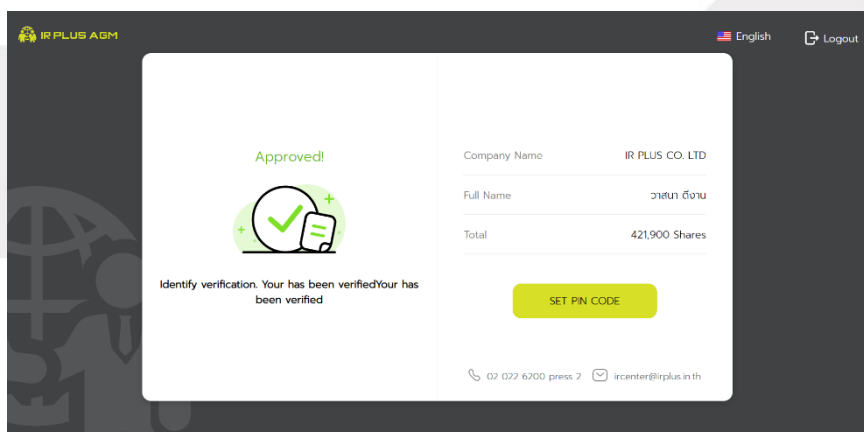 IR PLUS AGM
English
Logout
Approved!
Identify verification. Your has been verifiedYour has
been verified
Company Name IR PLUS CO. LTD
Full Name วาสนา ดีงาน
Total 421,900 Shares
SET PIN CODE
02 022 6200 press 2 ircenter@irplus.in.th